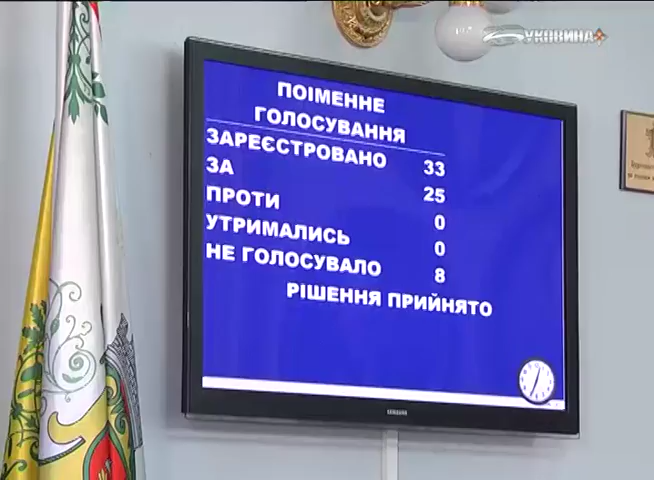 БУКОВИНА
ПОІМЕННЕ
ГОЛОСУВАННЯ
ЗАРЕЄСТРОВАНО 33
ЗА 25
ПРОТИ 0
УТРИМАЛИСЬ 0
НЕ ГОЛОСУВАЛО 8
РІШЕННЯ ПРИЙНЯТО
SAMSUNG